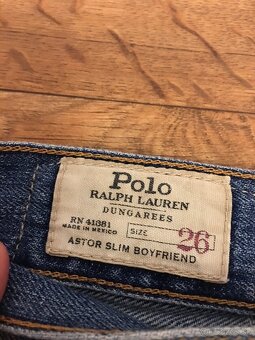 Polo
RALPH LAUREN
DUNGAREES
RN 41381
MADE IN MEXICO
SIZE 26
ASTOR SLIM BOYFRIEND